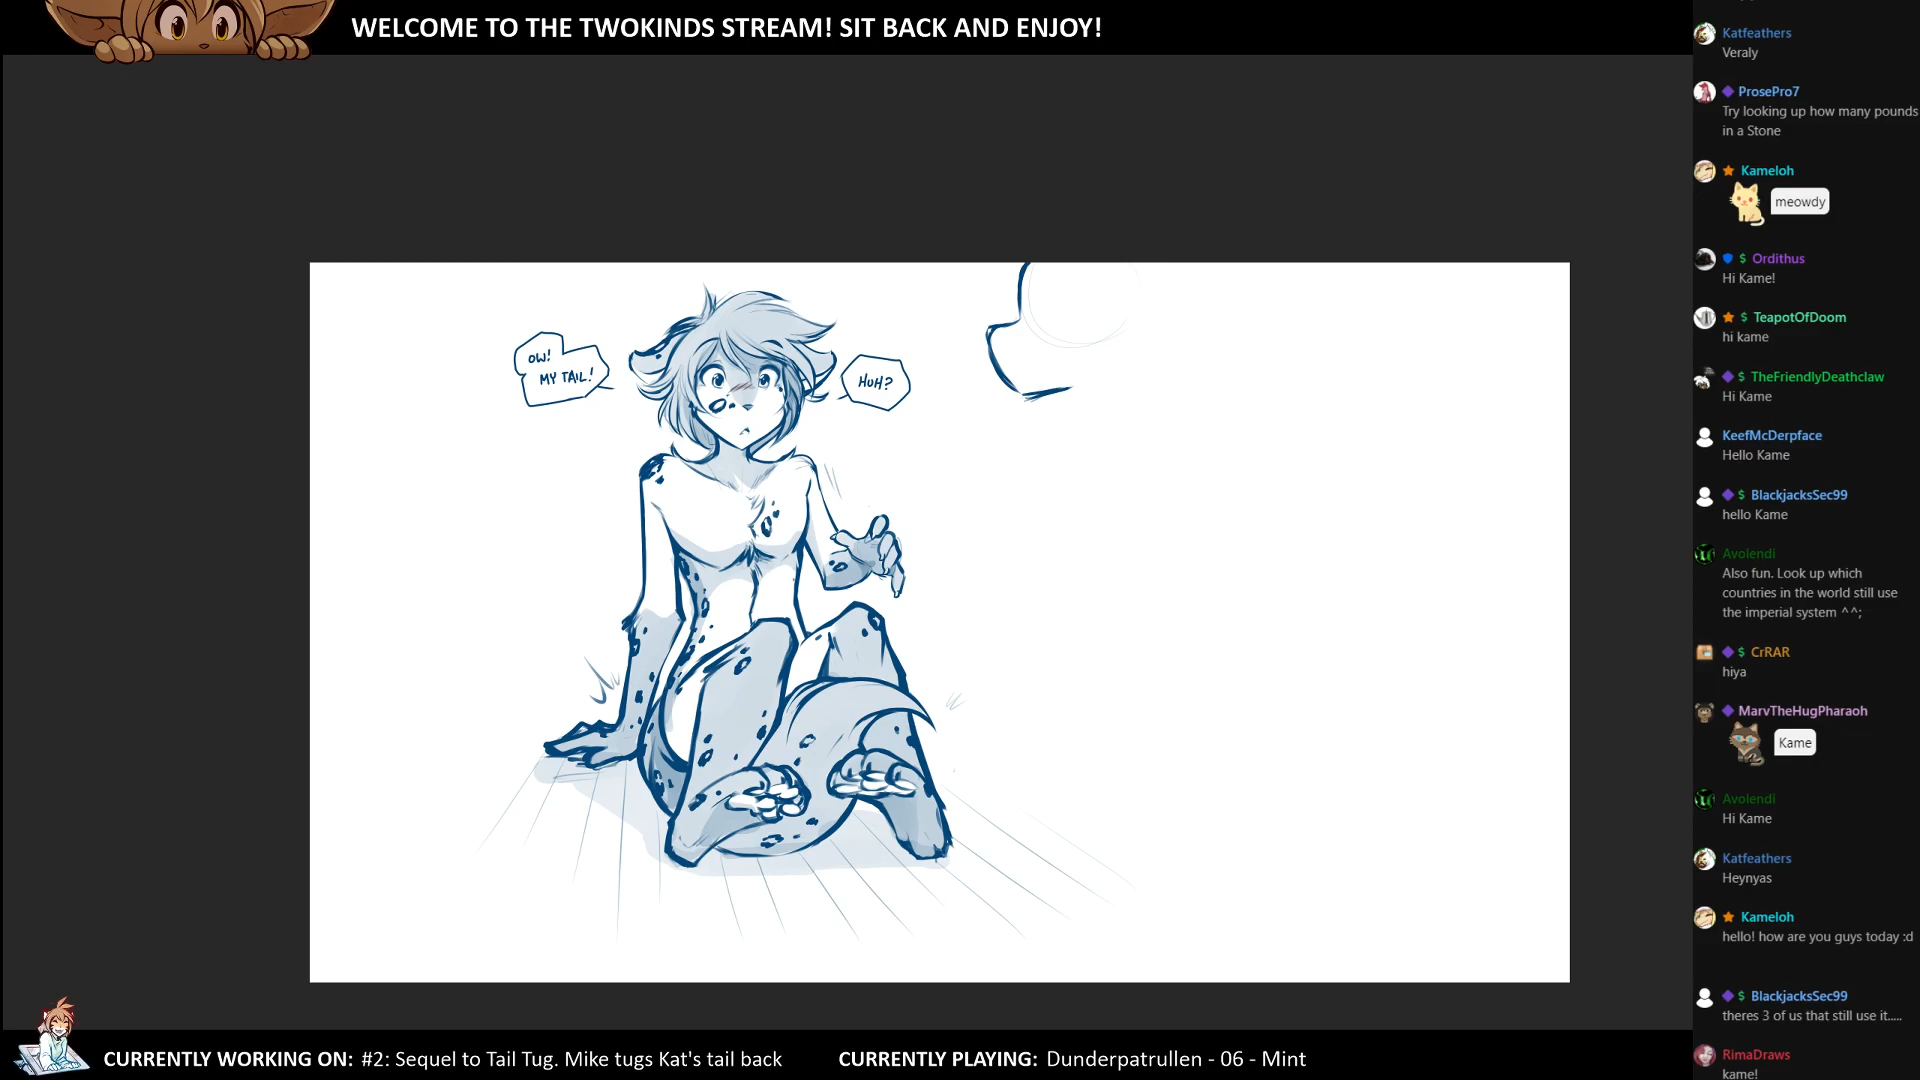 WELCOME TO THE TWOKINDS STREAM! SIT BACK AND ENJOY!
OW!
MY TAIL!
HUH?
Katfeathers
Veraly
ProsePro7
Try looking up how many pounds
in a Stone
Kameloh
meowdy
$ Ordithus
Hi Kame!
$ TeapotOfDoom
hi kame
$ TheFriendlyDeathclaw
Hi Kame
KeefMcDerpface
Hello Kame
$ BlackjacksSec99
hello Kame
Avolendi
Also fun. Look up which
countries in the world still use
the imperial system ^^;
$ CrRAR
hiya
MarvTheHugPharaoh
Kame
Avolendi
Hi Kame
Katfeathers
Heynyas
Kameloh
hello! how are you guys today :d
$ BlackjacksSec99
theres 3 of us that still use it.....
RimaDraws
kame!
CURRENTLY WORKING ON: #2: Sequel to Tail Tug. Mike tugs Kat's tail back
CURRENTLY PLAYING: Dunderpatrullen - 06 - Mint